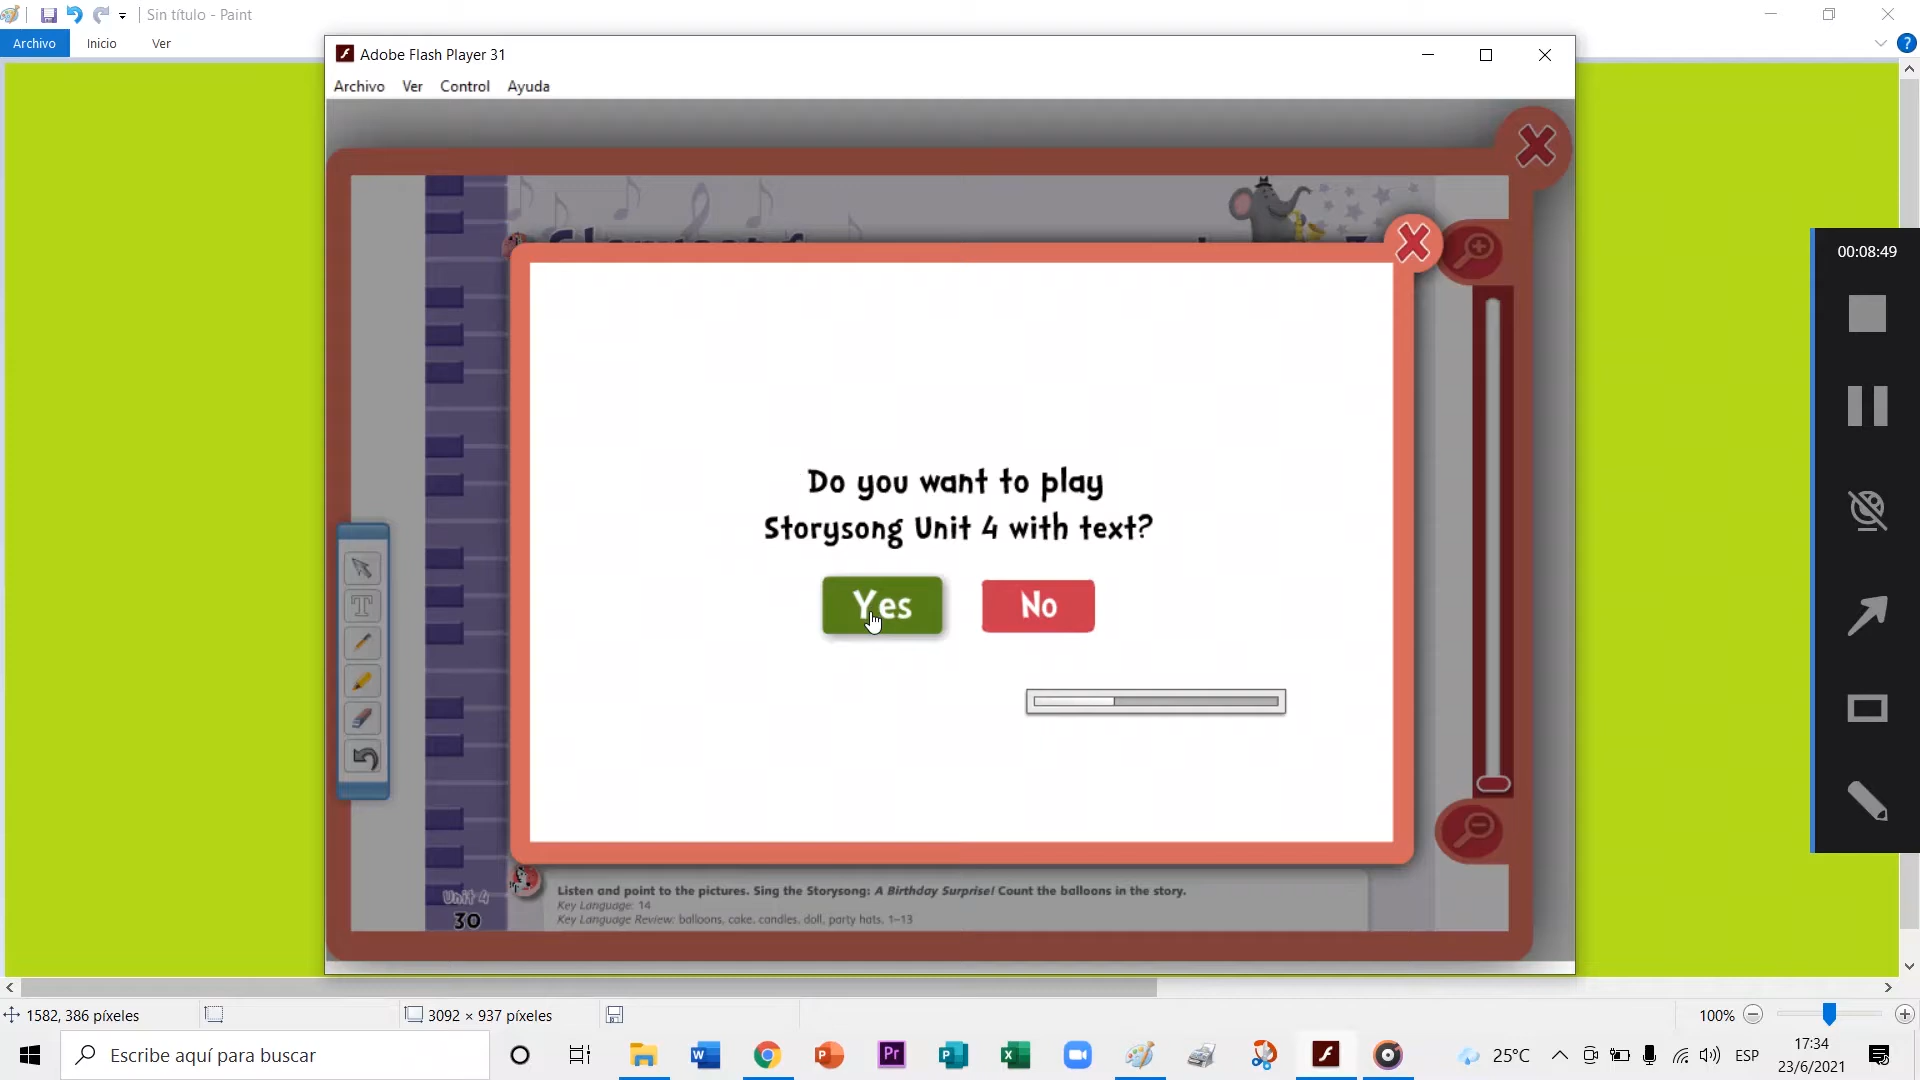 Sin título - Paint
Archivo Inicio Ver
Adobe Flash Player 31
Archivo Ver Control Ayuda
00:08:49
Do you want to play
Storysong Unit 4 with text?
Yes No
T
Listen and point to the pictures. Sing the Storysong: A Birthday Surprise! Count the balloons in the story.
Unit 4
Key Language: 14
30
Key Language Review: balloons, cake, candles, doll, party hats, 1–13
1582, 386 píxeles
3092 × 937 píxeles
100%
Escribe aquí para buscar
25°C
ESP
17:34
23/6/2021